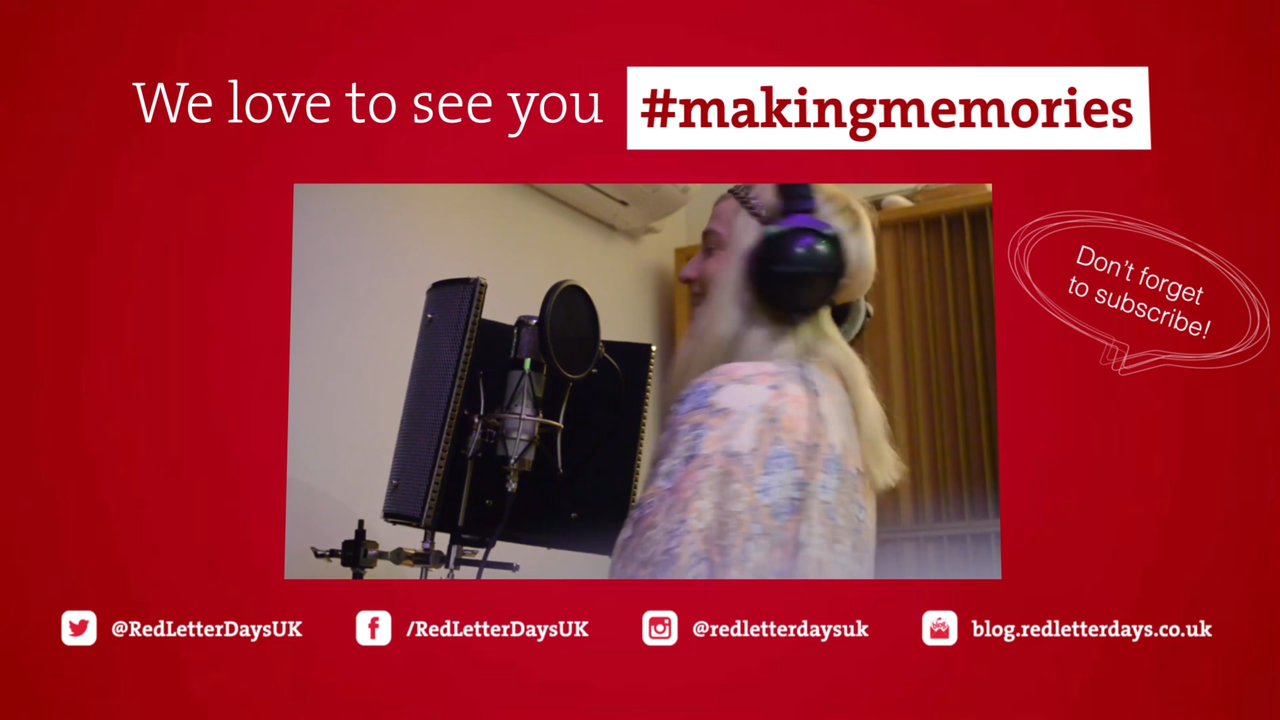 We love to see you #makingmemories
Don't forget
to subscribe!
@RedLetterDaysUK /RedLetterDaysUK @redletterdaysuk blog.redletterdays.co.uk